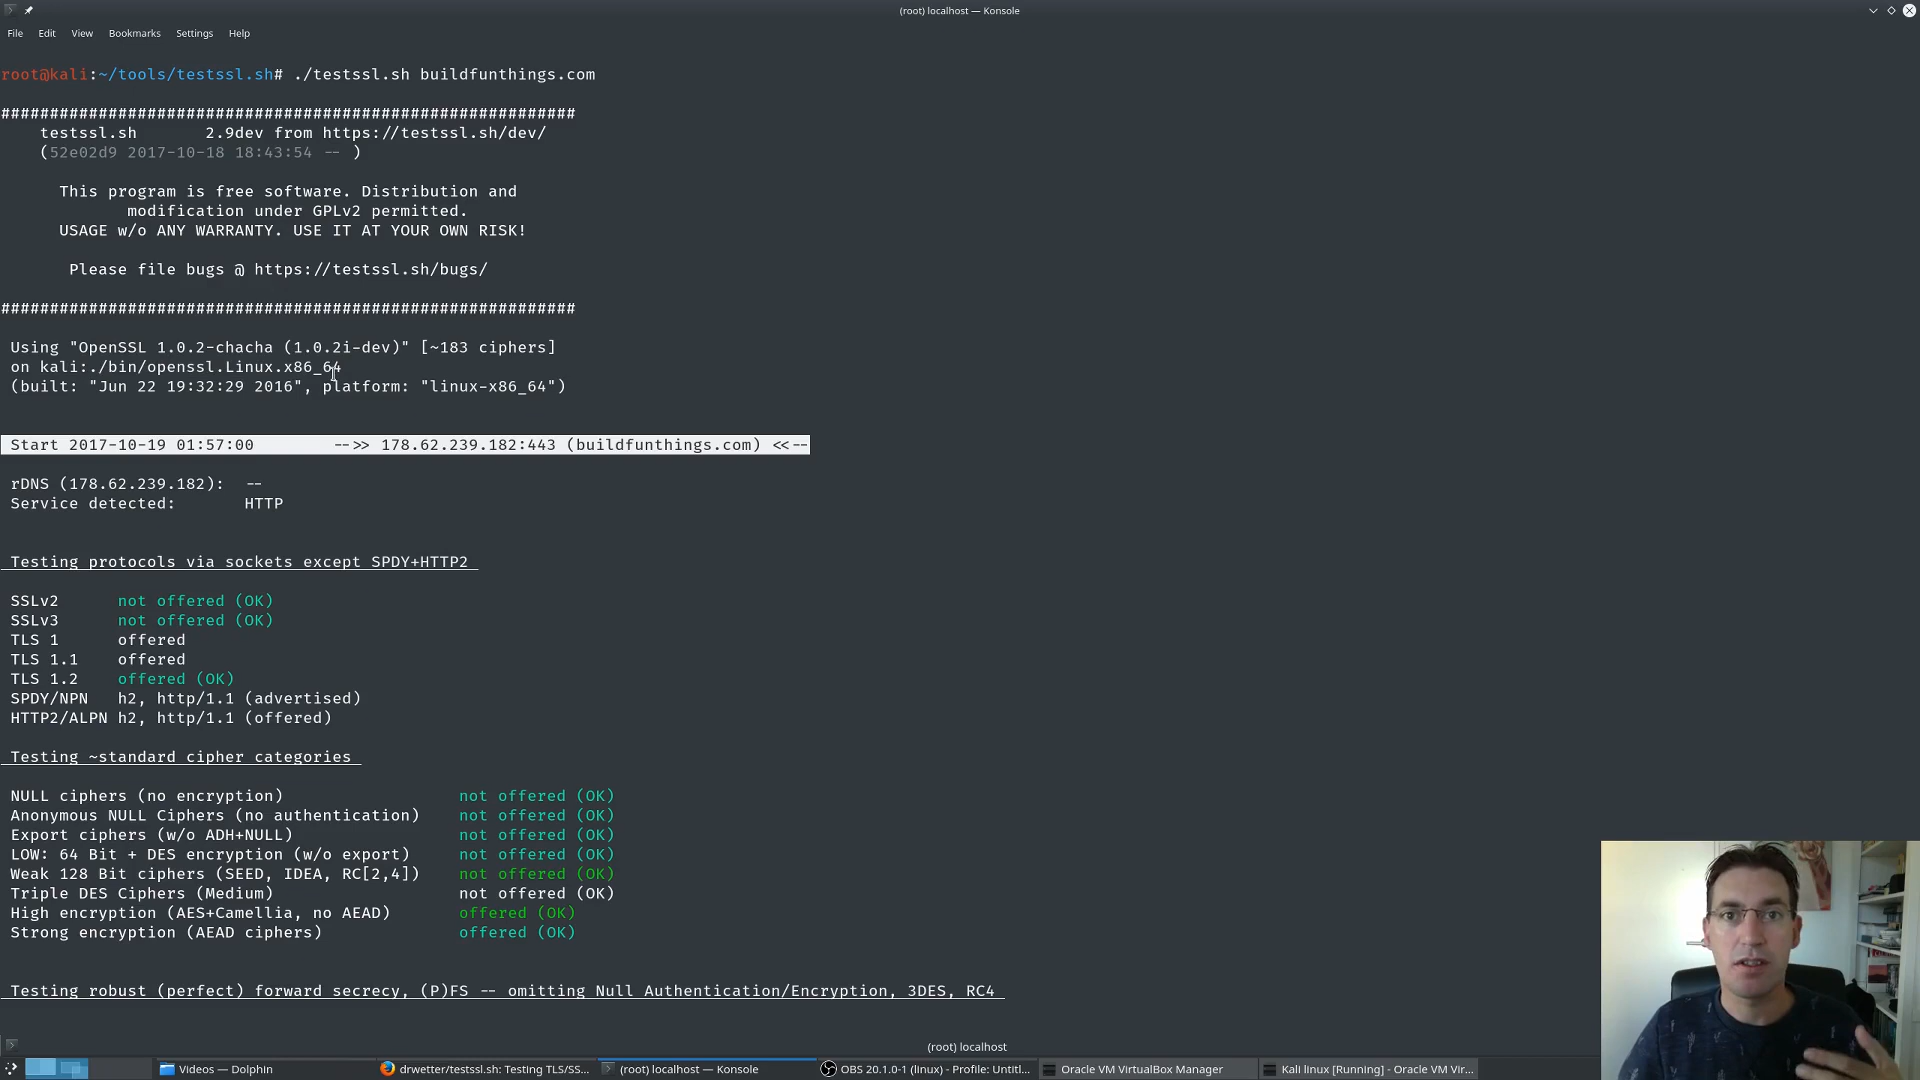 (root) localhost — Konsole
File Edit View Bookmarks Settings Help
root@kali:~/tools/testssl.sh# ./testssl.sh buildfunthings.com
###########################################################
testssl.sh 2.9dev from https://testssl.sh/dev/
(52e02d9 2017-10-18 18:43:54 -- )
This program is free software. Distribution and
modification under GPLv2 permitted.
USAGE w/o ANY WARRANTY. USE IT AT YOUR OWN RISK!
Please file bugs @ https://testssl.sh/bugs/
###########################################################
Using "OpenSSL 1.0.2-chacha (1.0.2i-dev)" [~183 ciphers]
on kali:./bin/openssl.Linux.x86_64
(built: "Jun 22 19:32:29 2016", platform: "linux-x86_64")
Start 2017-10-19 01:57:00 -->> 178.62.239.182:443 (buildfunthings.com) <<--
rDNS (178.62.239.182): --
Service detected: HTTP
Testing protocols via sockets except SPDY+HTTP2
SSLv2 not offered (OK)
SSLv3 not offered (OK)
TLS 1 offered
TLS 1.1 offered
TLS 1.2 offered (OK)
SPDY/NPN h2, http/1.1 (advertised)
HTTP2/ALPN h2, http/1.1 (offered)
Testing ~standard cipher categories
NULL ciphers (no encryption) not offered (OK)
Anonymous NULL Ciphers (no authentication) not offered (OK)
Export ciphers (w/o ADH+NULL) not offered (OK)
LOW: 64 Bit + DES encryption (w/o export) not offered (OK)
Weak 128 Bit ciphers (SEED, IDEA, RC[2,4]) not offered (OK)
Triple DES Ciphers (Medium) not offered (OK)
High encryption (AES+Camellia, no AEAD) offered (OK)
Strong encryption (AEAD ciphers) offered (OK)
Testing robust (perfect) forward secrecy, (P)FS -- omitting Null Authentication/Encryption, 3DES, RC4
(root) localhost
Videos — Dolphin drwetter/testssl.sh: Testing TLS/SS... (root) localhost — Konsole OBS 20.1.0-1 (linux) - Profile: Untitl... Oracle VM VirtualBox Manager Kali linux [Running] - Oracle VM Vir...